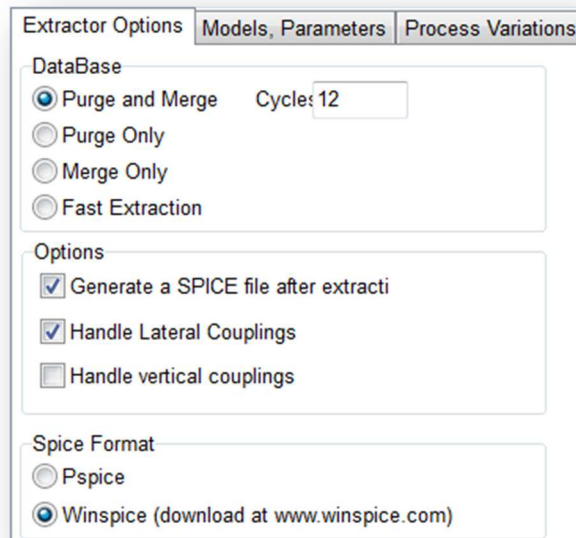 Extractor Options Models, Parameters Process Variations
DataBase
Purge and Merge Cycles 12
Purge Only
Merge Only
Fast Extraction
Options
Generate a SPICE file after extracti
Handle Lateral Couplings
Handle vertical couplings
Spice Format
Pspice
Winspice (download at www.winspice.com)